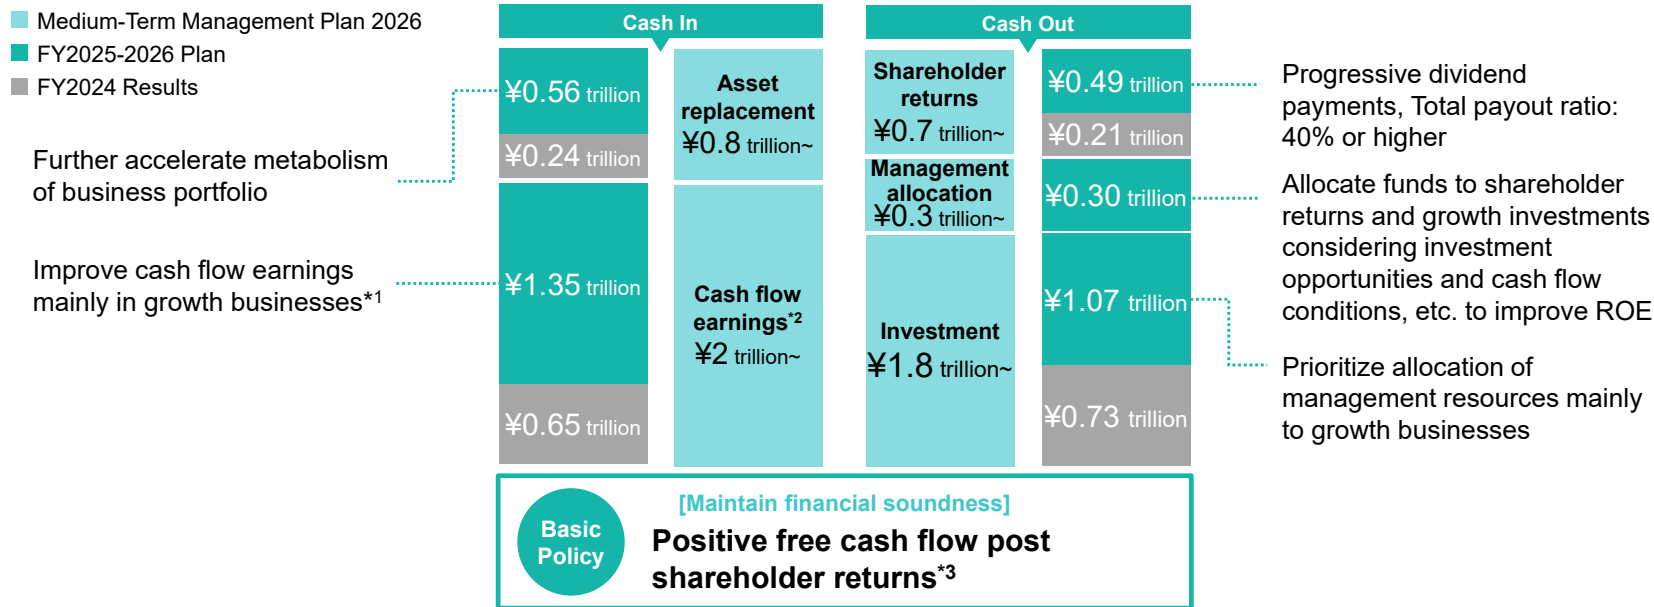 Medium-Term Management Plan 2026
FY2025-2026 Plan
FY2024 Results
Further accelerate metabolism
of business portfolio
Improve cash flow earnings
mainly in growth businesses*1
Cash In
¥0.56 trillion
¥0.24 trillion
¥1.35 trillion
¥0.65 trillion
Asset
replacement
¥0.8 trillion~
Cash flow
earnings*2
¥2 trillion~
Cash Out
Shareholder
returns
¥0.7 trillion~
Management
allocation
¥0.3 trillion~
Investment
¥1.8 trillion~
¥0.49 trillion
¥0.21 trillion
¥0.30 trillion
¥1.07 trillion
¥0.73 trillion
Progressive dividend
payments, Total payout ratio:
40% or higher
Allocate funds to shareholder
returns and growth investments
considering investment
opportunities and cash flow
conditions, etc. to improve ROE
Prioritize allocation of
management resources mainly
to growth businesses
Basic
Policy
[Maintain financial soundness]
Positive free cash flow post
shareholder returns*3